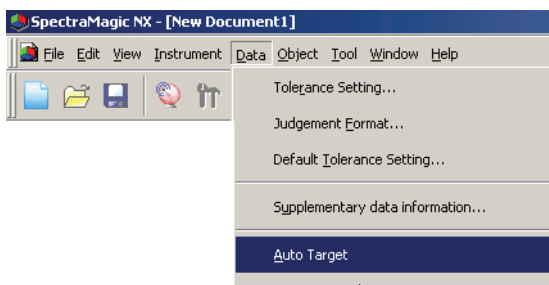 SpectraMagic NX - [New Document1]
File Edit View Instrument Data Object Tool Window Help
Tolerance Setting...
Judgement Format...
Default Tolerance Setting...
Supplementary data information...
Auto Target